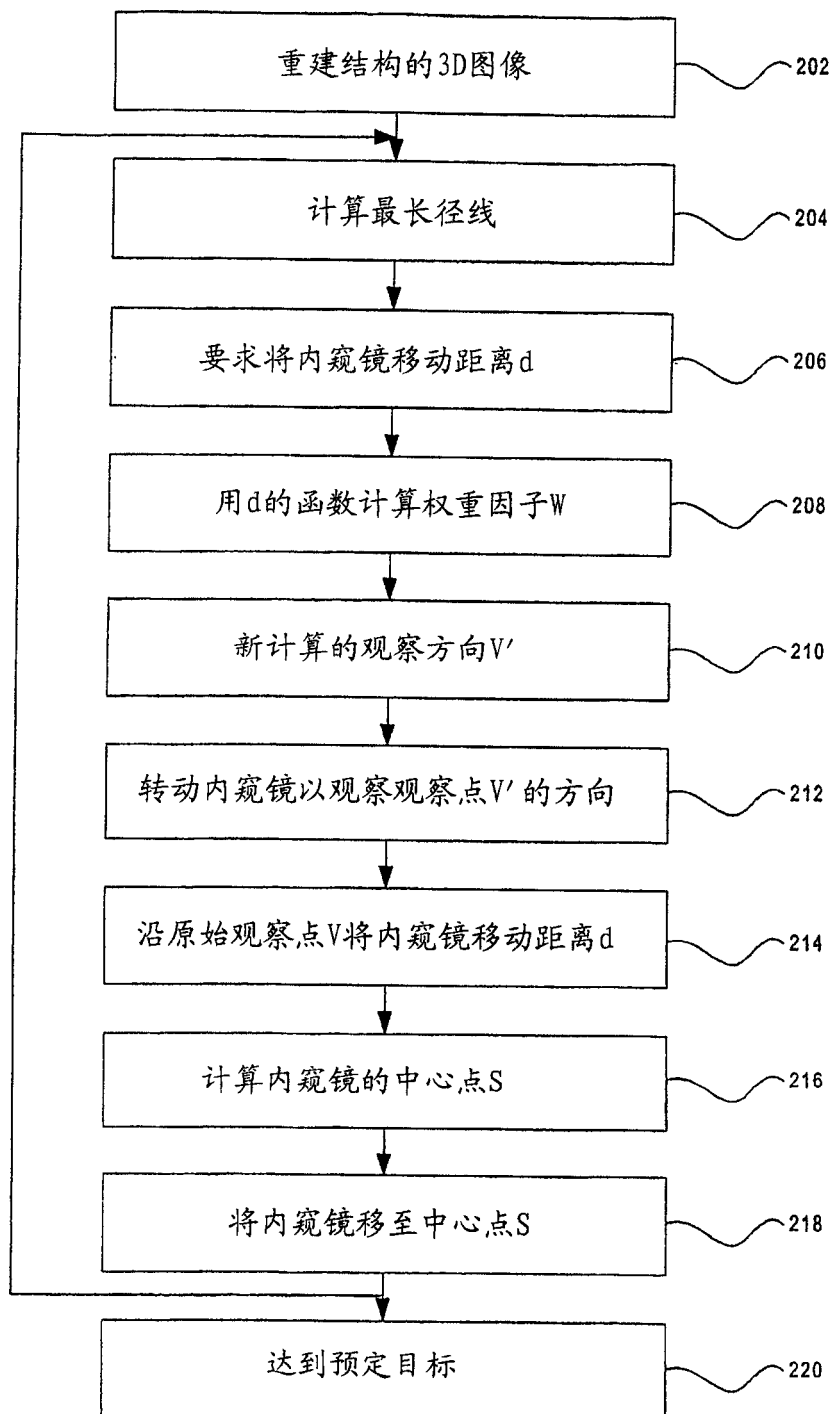 重建结构的3D图像
202
计算最长径线
204
要求将内窥镜移动距离d
206
用d的函数计算权重因子W
208
新计算的观察方向V′
210
转动内窥镜以观察观察点V′的方向
212
沿原始观察点V将内窥镜移动距离d
214
计算内窥镜的中心点S
216
将内窥镜移至中心点S
218
达到预定目标
220